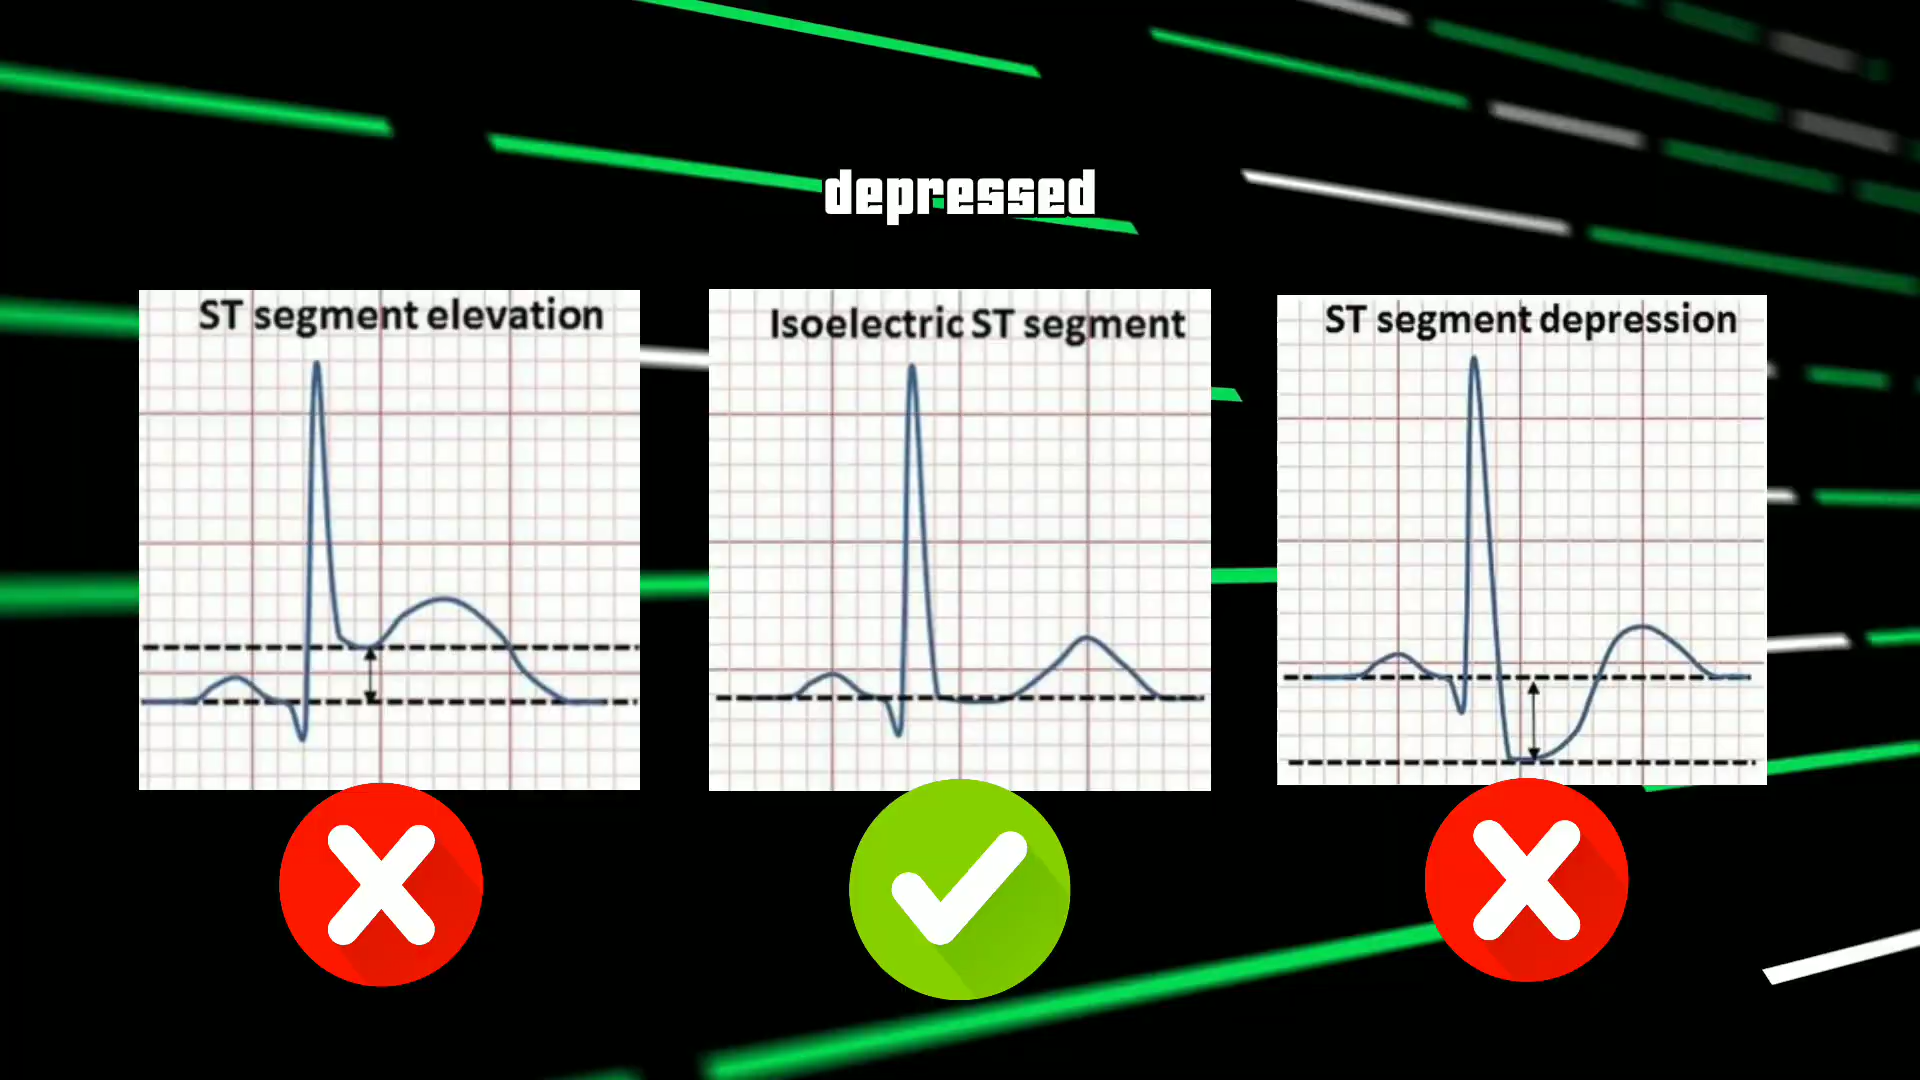 depressed
ST segment elevation
Isoelectric ST segment
ST segment depression